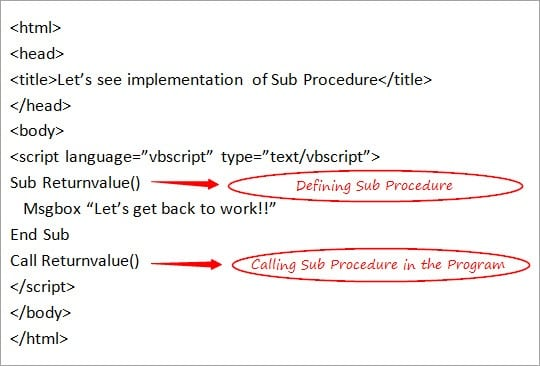 <html>
<head>
<title>Let’s see implementation of Sub Procedure</title>
</head>
<body>
<script language=”vbscript” type=”text/vbscript”>
Sub Returnvalue()
Defining Sub Procedure
Msgbox “Let’s get back to work!!”
End Sub
Call Returnvalue()
Calling Sub Procedure in the Program
</script>
</body>
</html>